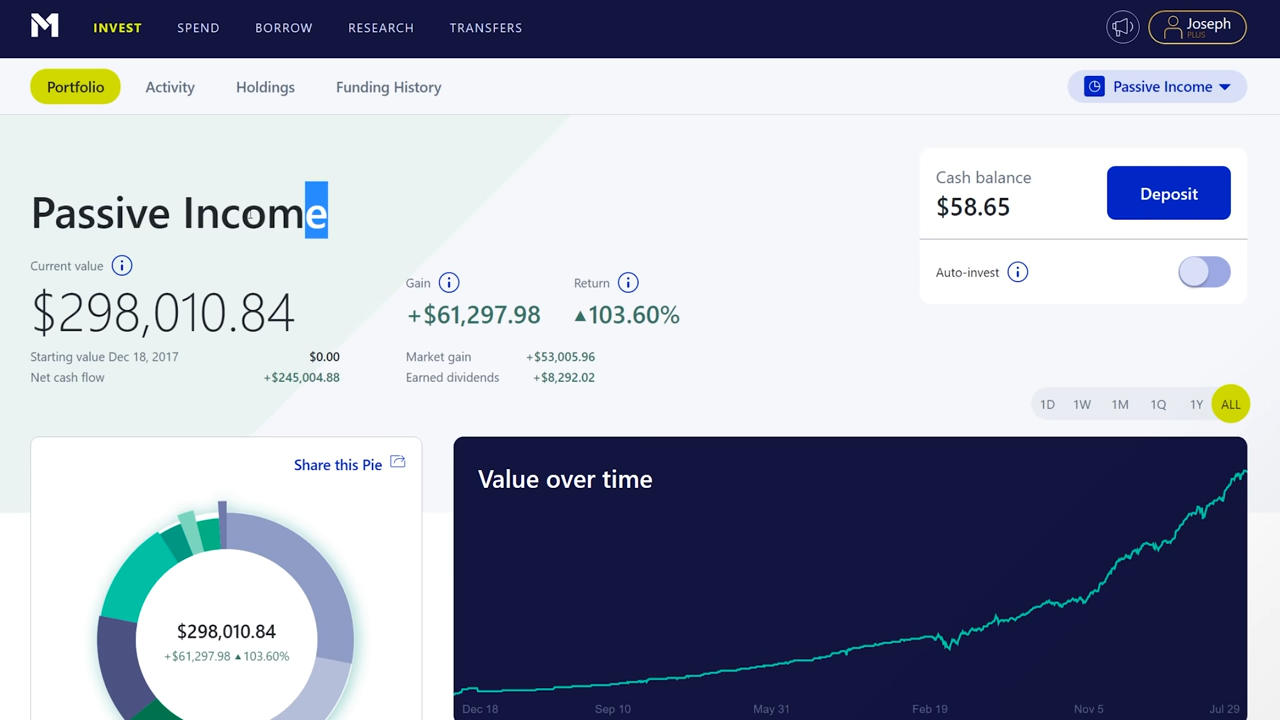 M
INVEST
SPEND
BORROW
RESEARCH
TRANSFERS
Joseph
PLUS
Portfolio
Activity
Holdings
Funding History
Passive Income
Passive Income
Cash balance
$58.65
Deposit
Auto-invest
Current value
$298,010.84
Starting value Dec 18, 2017 $0.00
Net cash flow +$245,004.88
Gain
+$61,297.98
Return
▲103.60%
Market gain +$53,005.96
Earned dividends +$8,292.02
1D 1W 1M 1Q 1Y ALL
Share this Pie
$298,010.84
+$61,297.98 ▲103.60%
Value over time
Dec 18 Sep 10 May 31 Feb 19 Nov 5 Jul 29